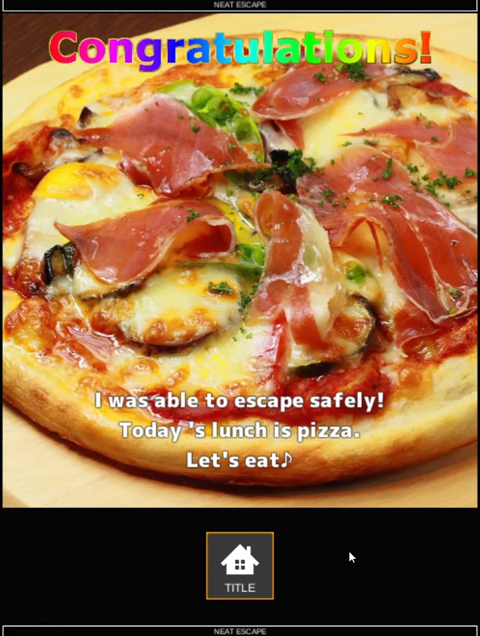 NEAT ESCAPE
Congratulations!
I was able to escape safely!
Today 's lunch is pizza.
Let's eat♪
TITLE
NEAT ESCAPE